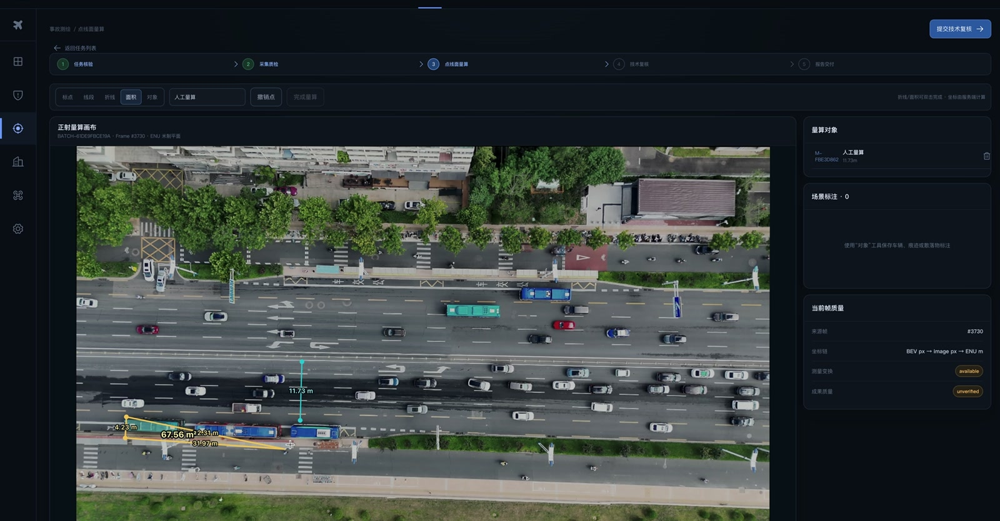 事故测绘 / 点线面量算
提交技术复核 →
← 返回任务列表
1 任务核验
2 采集质检
3 点线面量算
4 技术复核
5 报告交付
标点 线段 折线 面积 对象
人工量算
撤销点
完成量算
折线/面积可双击完成 · 坐标由服务端计算
正射量算画布
BATCH-61DE9FBCE19A · Frame #3730 · ENU 米制平面
11.73 m
4.23 m
67.56 m²
2.31 m
31.97 m
量算对象
M-
FBE3D862
人工量算
11.73m
场景标注 · 0
使用“对象”工具保存车辆、痕迹或散落物标注
当前帧质量
来源帧 #3730
坐标链 BEV px → image px → ENU m
测量变换 available
成果质量 unverified